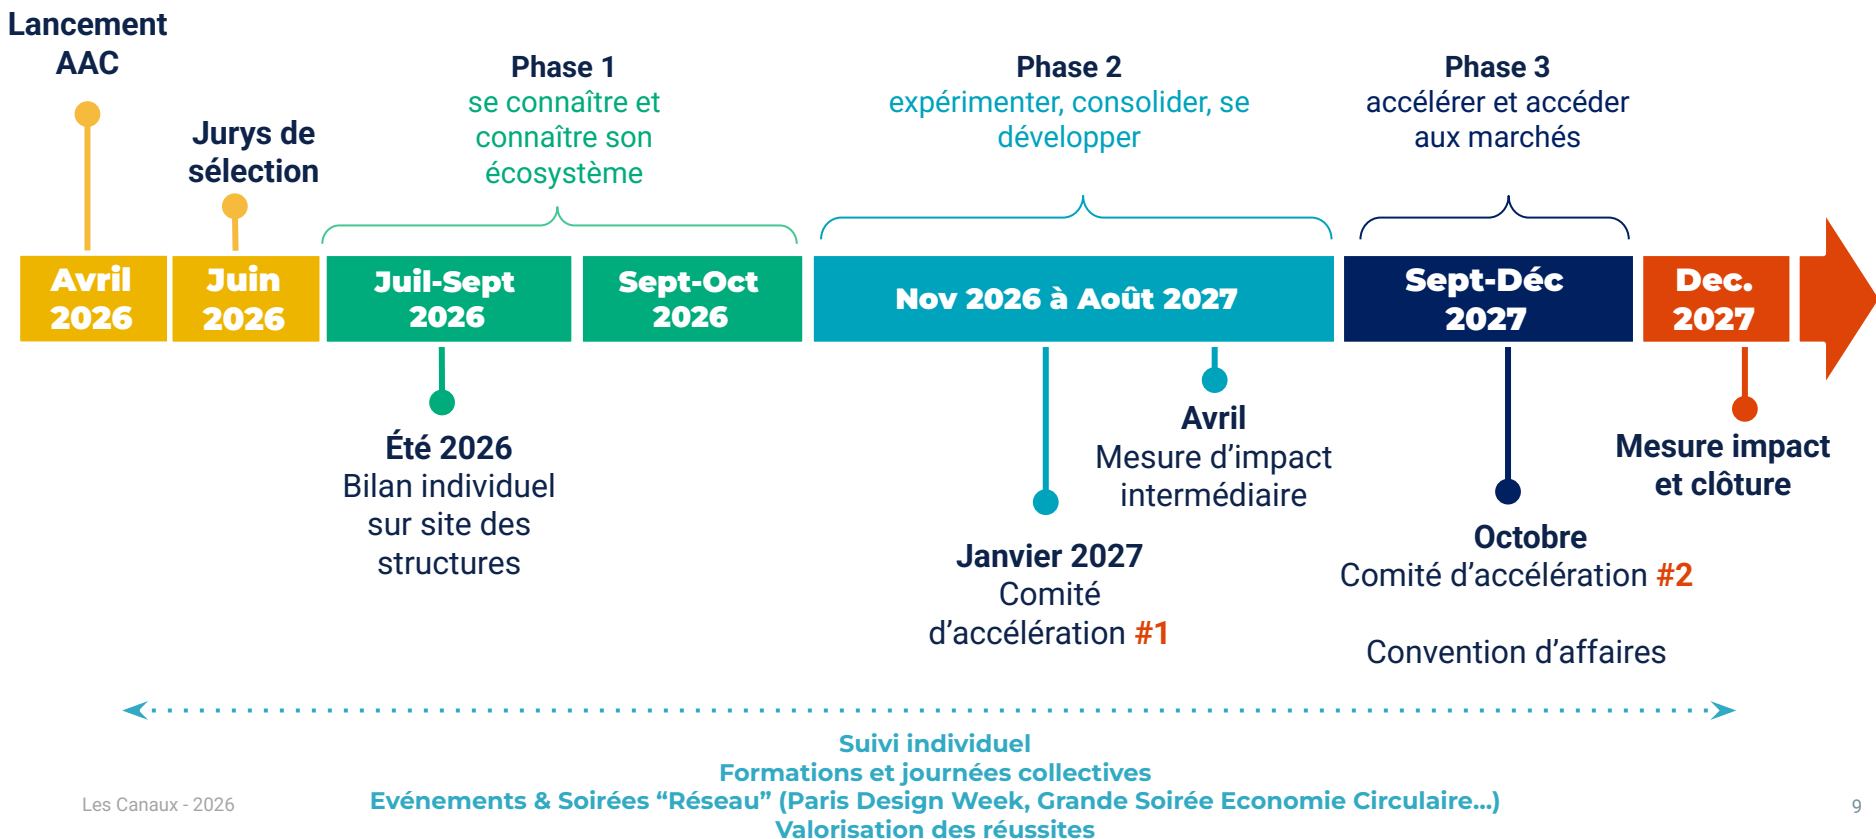 Lancement
AAC
Jurys de
sélection
Phase 1
se connaître et
connaître son
écosystème
Phase 2
expérimenter, consolider, se
développer
Phase 3
accélérer et accéder
aux marchés
Avril
2026
Juin
2026
Juil-Sept
2026
Sept-Oct
2026
Nov 2026 à Août 2027
Sept-Déc
2027
Dec.
2027
Été 2026
Bilan individuel
sur site des
structures
Janvier 2027
Comité
d’accélération #1
Avril
Mesure d’impact
intermédiaire
Octobre
Comité d’accélération #2
Convention d’affaires
Mesure impact
et clôture
Suivi individuel
Formations et journées collectives
Evénements & Soirées “Réseau” (Paris Design Week, Grande Soirée Economie Circulaire...)
Valorisation des réussites
Les Canaux - 2026
9